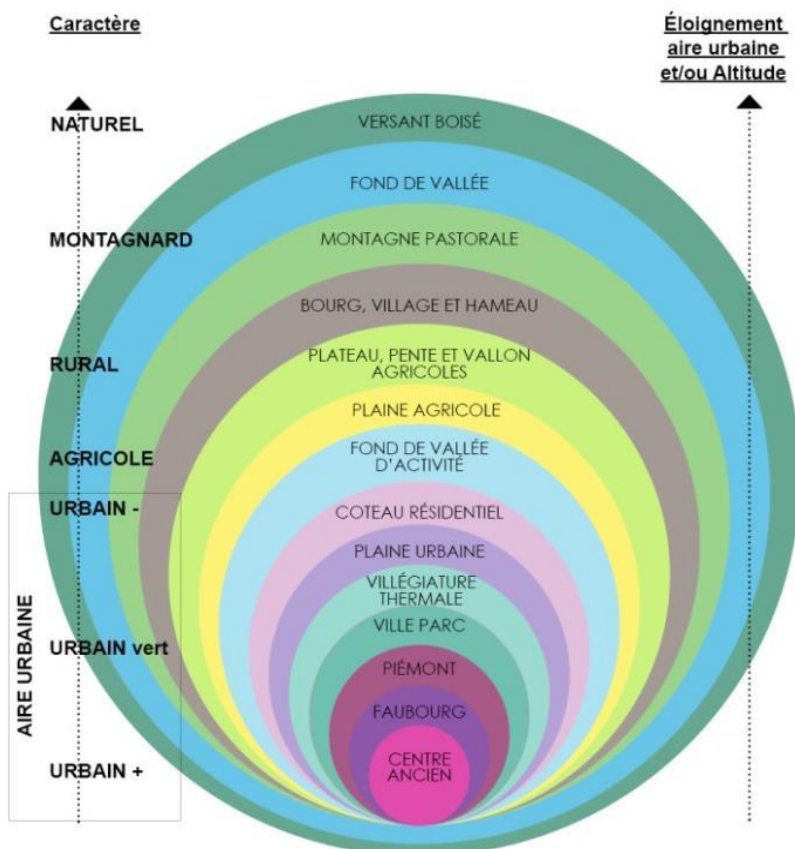 Caractère
Éloignement
aire urbaine
et/ou Altitude
NATUREL
VERSANT BOISÉ
FOND DE VALLÉE
MONTAGNARD
MONTAGNE PASTORALE
BOURG, VILLAGE ET HAMEAU
RURAL
PLATEAU, PENTE ET VALLON
AGRICOLES
PLAINE AGRICOLE
AGRICOLE
FOND DE VALLÉE
D'ACTIVITÉ
URBAIN -
COTEAU RÉSIDENTIEL
PLAINE URBAINE
VILLÉGIATURE
THERMALE
VILLE PARC
URBAIN vert
PIÉMONT
FAUBOURG
CENTRE
ANCIEN
URBAIN +
AIRE URBAINE